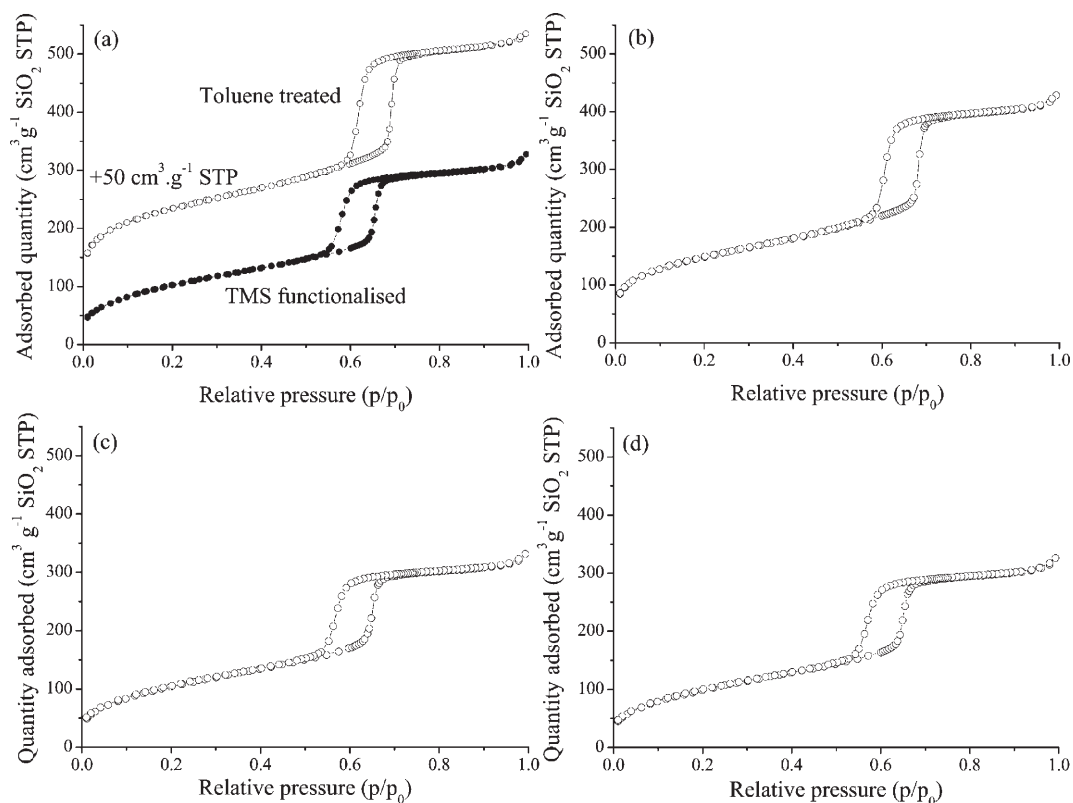 (a)
Toluene treated
+50 cm³.g⁻¹ STP
TMS functionalised
500
400
300
200
100
0
0.0 0.2 0.4 0.6 0.8 1.0
Adsorbed quantity (cm³ g⁻¹ SiO₂ STP)
Relative pressure (p/p₀)
(b)
500
400
300
200
100
0
0.0 0.2 0.4 0.6 0.8 1.0
Adsorbed quantity (cm³ g⁻¹ SiO₂ STP)
Relative pressure (p/p₀)
(c)
500
400
300
200
100
0
0.0 0.2 0.4 0.6 0.8 1.0
Quantity adsorbed (cm³ g⁻¹ SiO₂ STP)
Relative pressure (p/p₀)
(d)
500
400
300
200
100
0
0.0 0.2 0.4 0.6 0.8 1.0
Quantity adsorbed (cm³ g⁻¹ SiO₂ STP)
Relative pressure (p/p₀)